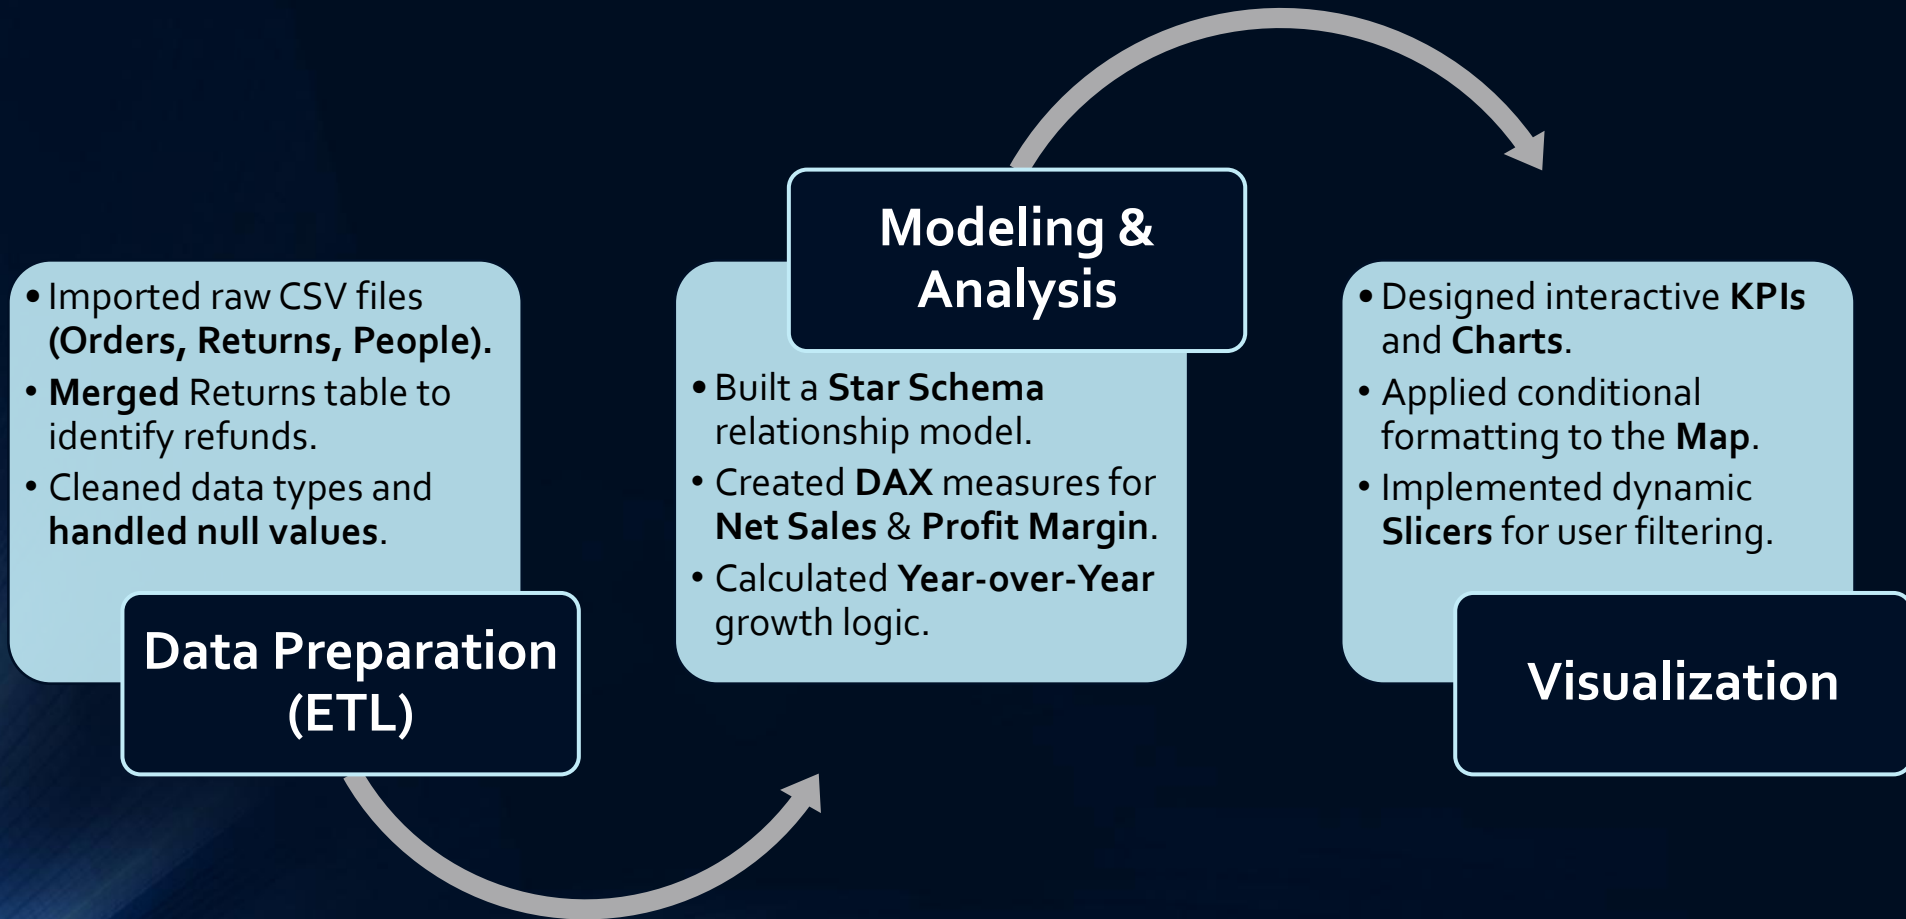 • Imported raw CSV files
(Orders, Returns, People).
• Merged Returns table to
identify refunds.
• Cleaned data types and
handled null values.
Data Preparation
(ETL)
Modeling &
Analysis
• Built a Star Schema
relationship model.
• Created DAX measures for
Net Sales & Profit Margin.
• Calculated Year-over-Year
growth logic.
• Designed interactive KPIs
and Charts.
• Applied conditional
formatting to the Map.
• Implemented dynamic
Slicers for user filtering.
Visualization